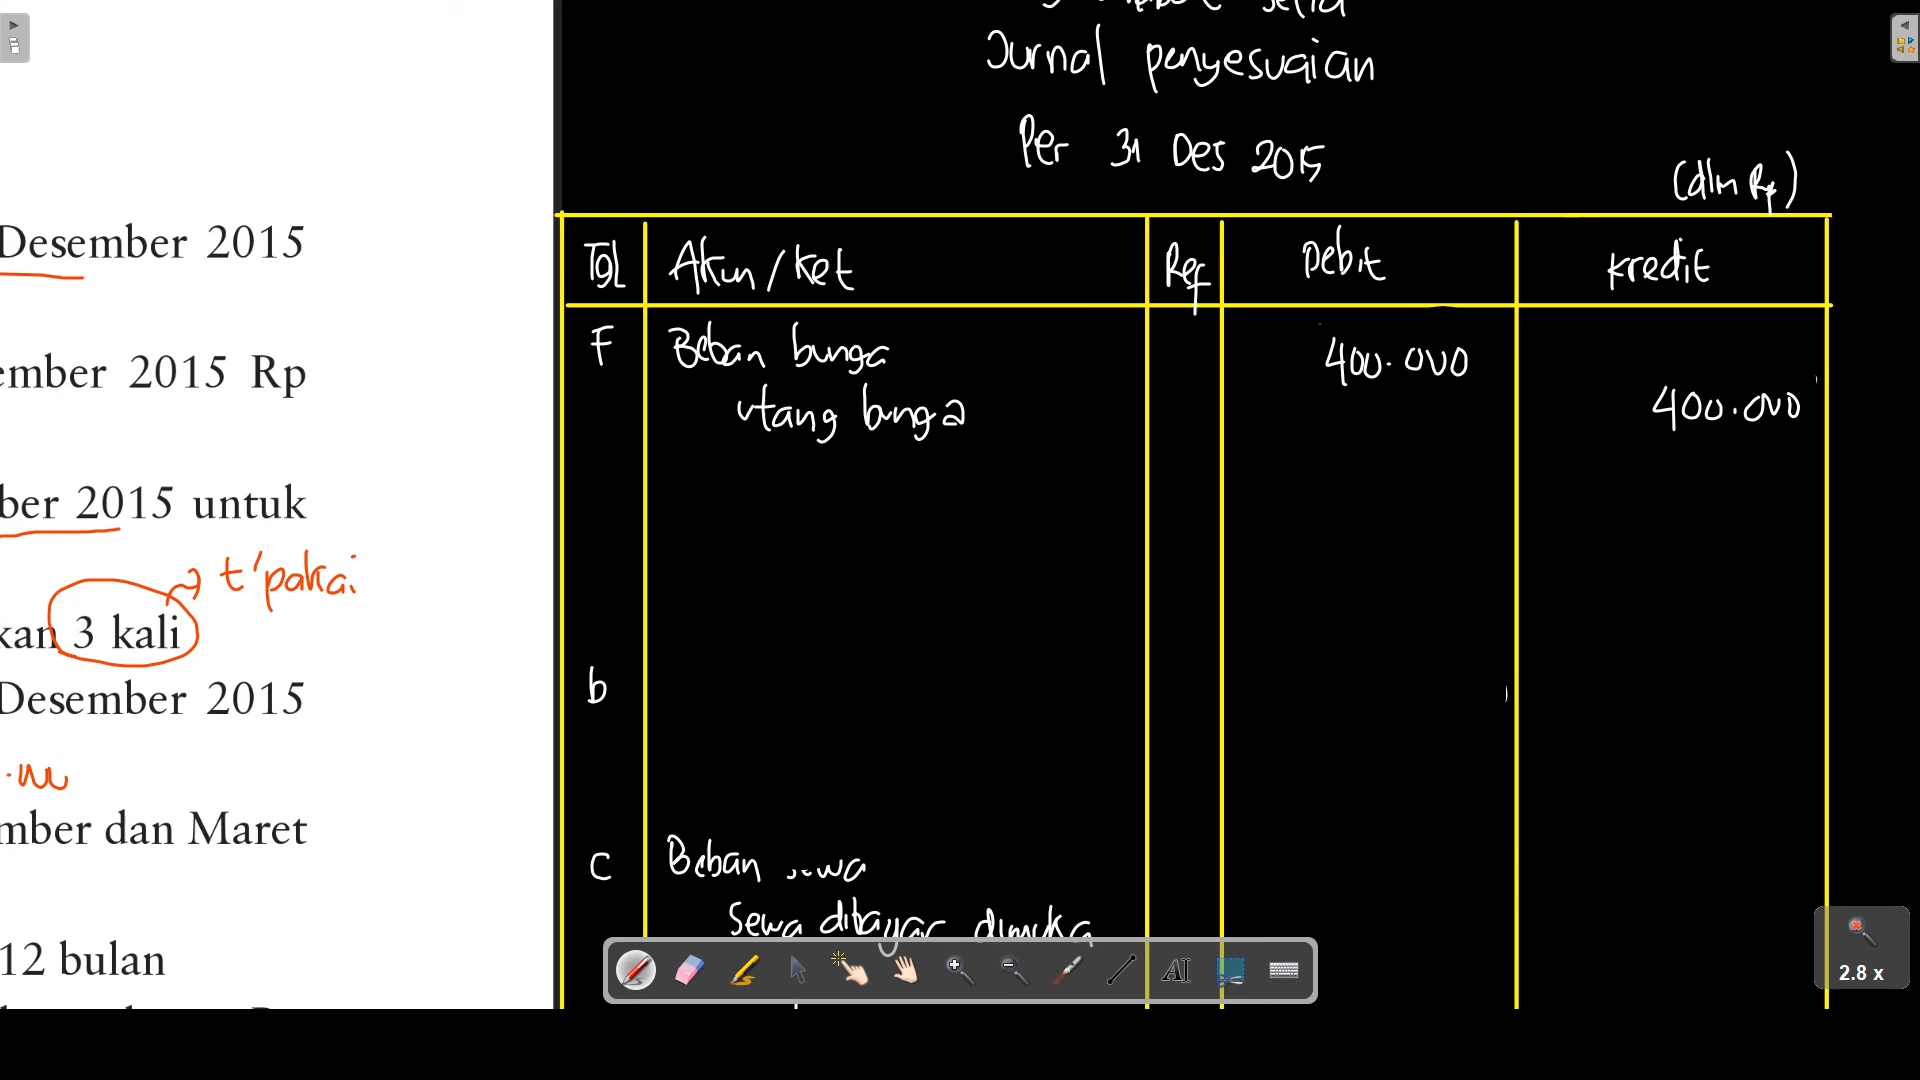 Desember 2015
ember 2015 Rp
ber 2015 untuk
t'pakai
kan 3 kali
Desember 2015
mber dan Maret
12 bulan
Jurnal penyesuaian
Per 31 Des 2015
(dlm Rp)
Tgl Akun/ket Ref Debit kredit
F Beban bunga 400.000
utang bunga 400.000
b
C Beban sewa
Sewa dibayar dimuka
2.8 x